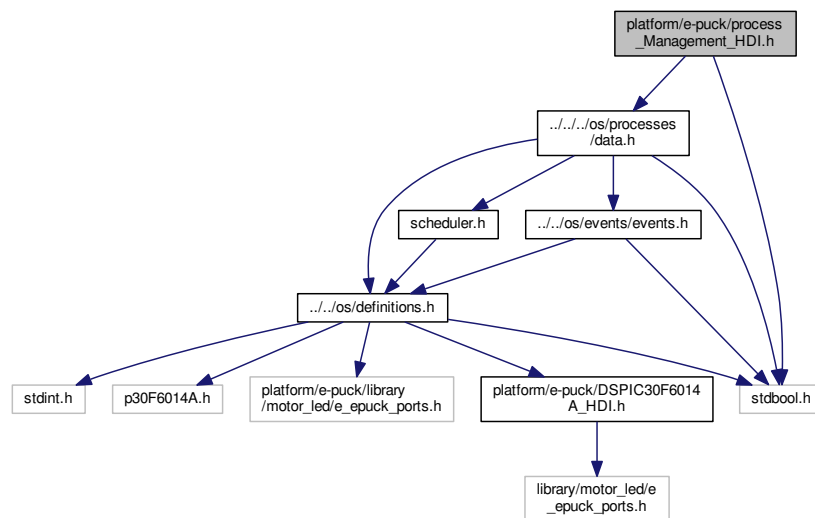 platform/e-puck/process
_Management_HDI.h
../../../os/processes
/data.h
scheduler.h
../../os/events/events.h
../../os/definitions.h
stdint.h
p30F6014A.h
platform/e-puck/library
/motor_led/e_epuck_ports.h
platform/e-puck/DSPIC30F6014
A_HDI.h
stdbool.h
library/motor_led/e
_epuck_ports.h